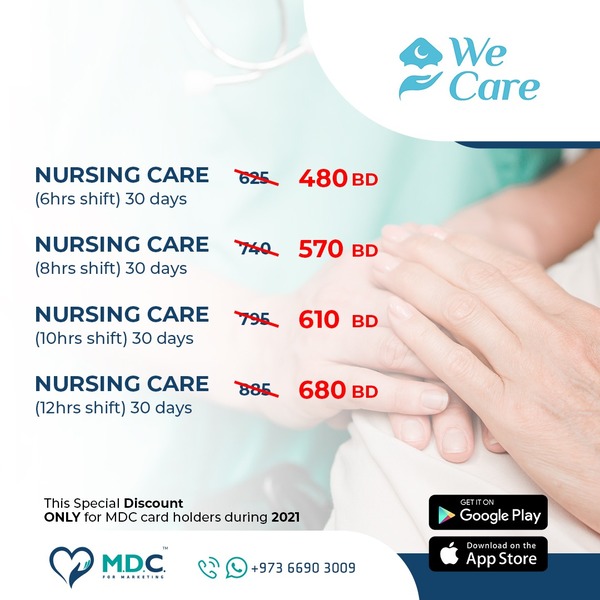 We
Care
NURSING CARE 625 480 BD
(6hrs shift) 30 days
NURSING CARE 740 570 BD
(8hrs shift) 30 days
NURSING CARE 795 610 BD
(10hrs shift) 30 days
NURSING CARE 885 680 BD
(12hrs shift) 30 days
This Special Discount
ONLY for MDC card holders during 2021
GET IT ON
Google Play
Download on the
App Store
M.D.C. ™
FOR MARKETING
+973 6690 3009